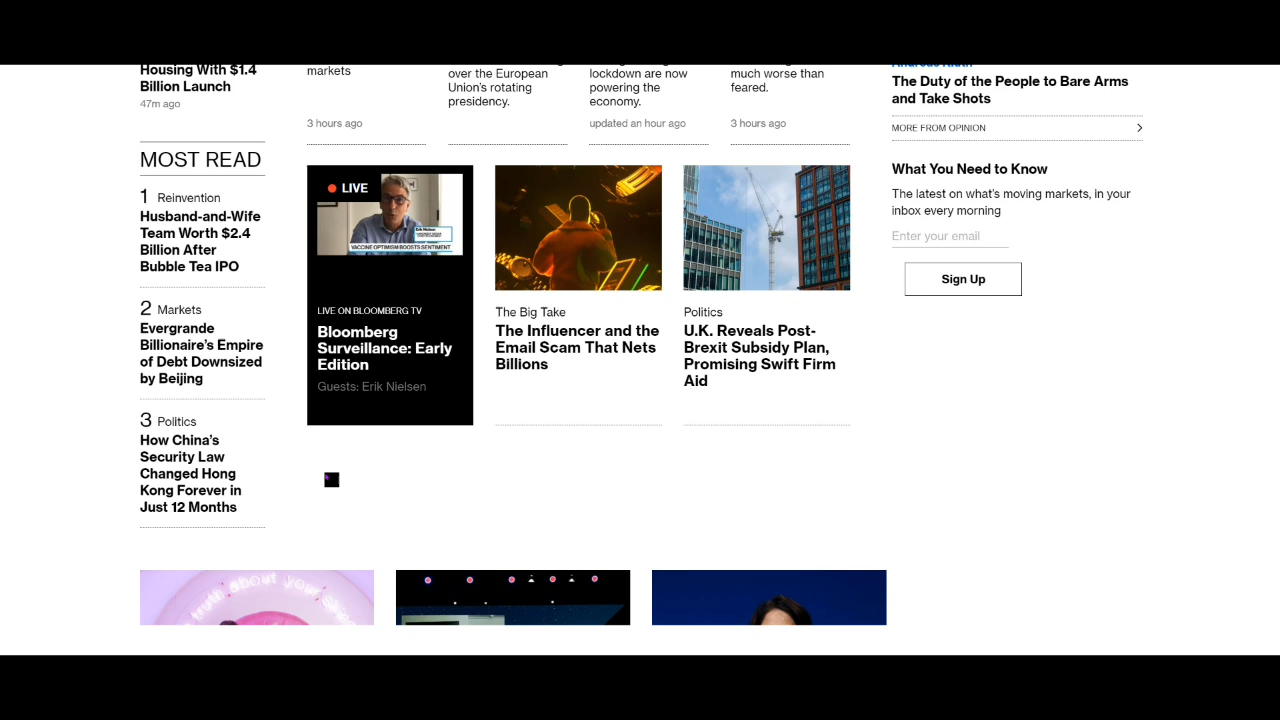 Housing With $1.4
Billion Launch
47m ago
MOST READ
1 Reinvention
Husband-and-Wife
Team Worth $2.4
Billion After
Bubble Tea IPO
2 Markets
Evergrande
Billionaire's Empire
of Debt Downsized
by Beijing
3 Politics
How China's
Security Law
Changed Hong
Kong Forever in
Just 12 Months
markets
3 hours ago
over the European
Union's rotating
presidency.
lockdown are now
powering the
economy.
updated an hour ago
much worse than
feared.
3 hours ago
LIVE
Erik Nielsen
VACCINE OPTIMISM BOOSTS SENTIMENT
LIVE ON BLOOMBERG TV
Bloomberg
Surveillance: Early
Edition
Guests: Erik Nielsen
The Big Take
The Influencer and the
Email Scam That Nets
Billions
Politics
U.K. Reveals Post-
Brexit Subsidy Plan,
Promising Swift Firm
Aid
The Duty of the People to Bare Arms
and Take Shots
MORE FROM OPINION
What You Need to Know
The latest on what's moving markets, in your
inbox every morning
Enter your email
Sign Up
about your